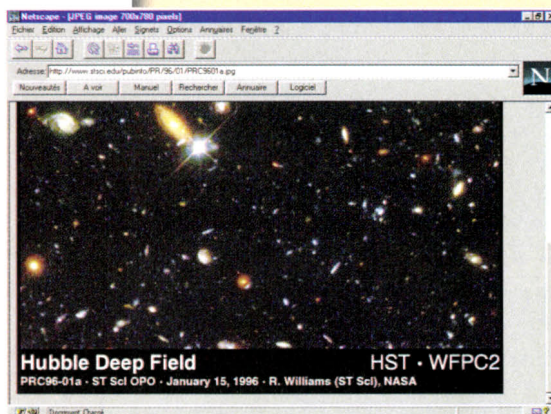 Netscape - [JPEG image 700x780 pixels]
Fichier Edition Affichage Aller Signets Options Annuaires Fenêtre ?
Adresse: http://www.stsci.edu/pubinfo/PR/96/01/PRC9601a.jpg
N
Nouveautés A voir Manuel Rechercher Annuaire Logiciel
Hubble Deep Field HST · WFPC2
PRC96-01a · ST ScI OPO · January 15, 1996 · R. Williams (ST ScI), NASA
Document: Chargé